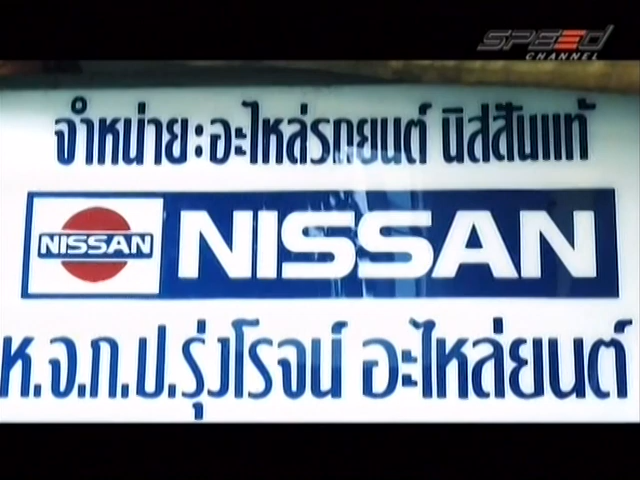 SPEED
CHANNEL
จำหน่าย:อะไหล่รถยนต์ นิสสันแท้
NISSAN NISSAN
ห.จ.ก.ป.รุ่งโรจน์ อะไหล่ยนต์